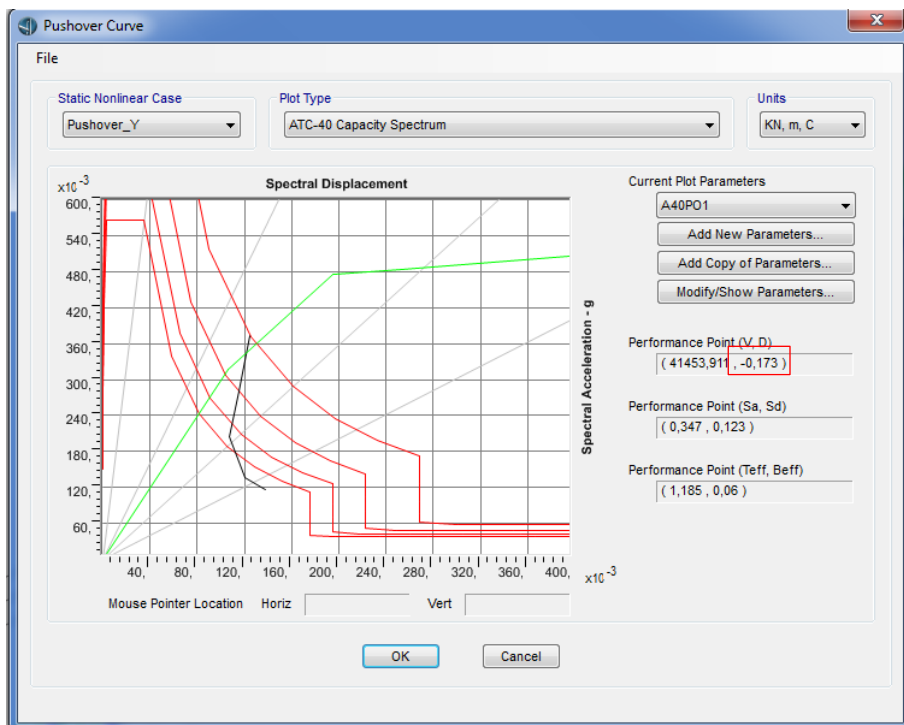 Pushover Curve
File
Static Nonlinear Case
Pushover_Y
Plot Type
ATC-40 Capacity Spectrum
Units
KN, m, C
x10 -3
Spectral Displacement
600,
540,
480,
420,
360,
300,
240,
180,
120,
60,
40, 80, 120, 160, 200, 240, 280, 320, 360, 400, x10 -3
Spectral Acceleration - g
Mouse Pointer Location Horiz Vert
Current Plot Parameters
A40PO1
Add New Parameters...
Add Copy of Parameters...
Modify/Show Parameters...
Performance Point (V, D)
( 41453,911 , -0,173 )
Performance Point (Sa, Sd)
( 0,347 , 0,123 )
Performance Point (Teff, Beff)
( 1,185 , 0,06 )
OK Cancel